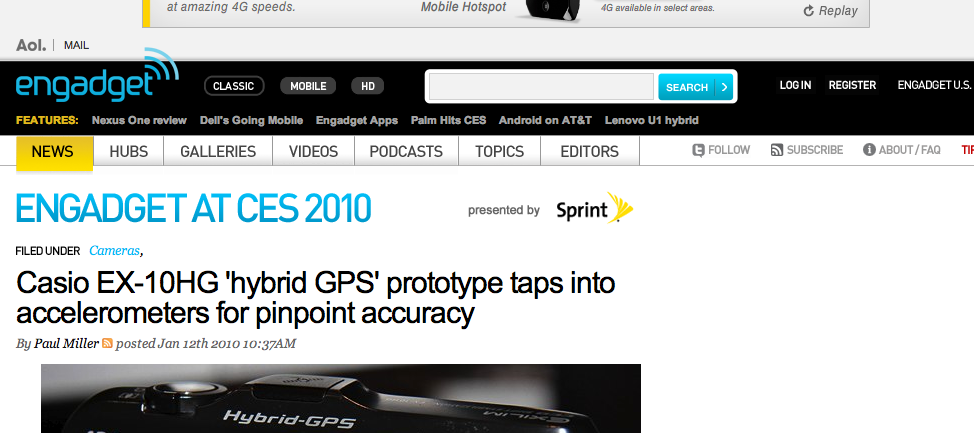 at amazing 4G speeds.
Mobile Hotspot
4G available in select areas.
Replay
Aol. MAIL
engadget
CLASSIC MOBILE HD
SEARCH
LOG IN REGISTER ENGADGET U.S.
FEATURES: Nexus One review Dell's Going Mobile Engadget Apps Palm Hits CES Android on AT&T Lenovo U1 hybrid
NEWS HUBS GALLERIES VIDEOS PODCASTS TOPICS EDITORS
FOLLOW SUBSCRIBE ABOUT / FAQ TIP
ENGADGET AT CES 2010
presented by Sprint
FILED UNDER Cameras,
Casio EX-10HG 'hybrid GPS' prototype taps into
accelerometers for pinpoint accuracy
By Paul Miller posted Jan 12th 2010 10:37AM
Hybrid-GPS
EXILIM